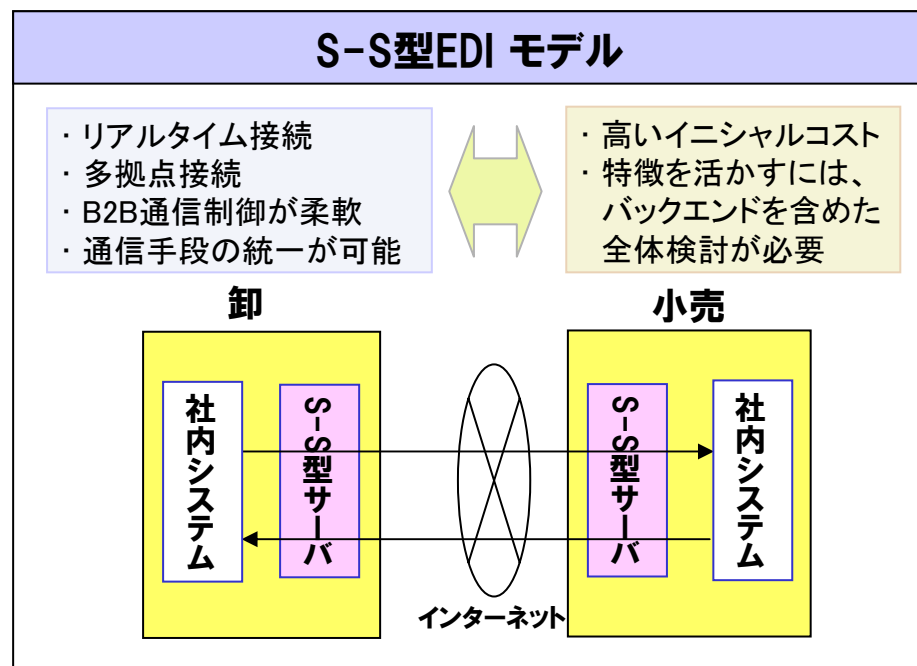 S-S型EDI モデル
・リアルタイム接続
・多拠点接続
・B2B通信制御が柔軟
・通信手段の統一が可能
・高いイニシャルコスト
・特徴を活かすには、
バックエンドを含めた
全体検討が必要
卸
小売
社内システム
S-S型サーバ
S-S型サーバ
社内システム
インターネット